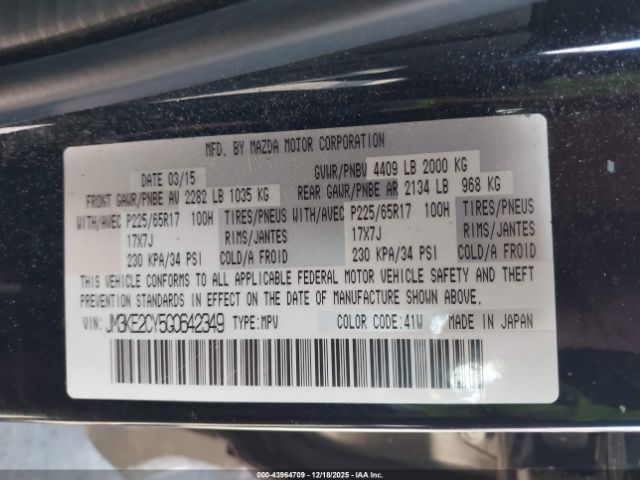 MFD. BY MAZDA MOTOR CORPORATION
DATE 03/15 GVWR/PNBV 4409 LB 2000 KG
FRONT GAWR/PNBE AV 2282 LB 1035 KG REAR GAWR/PNBE AR 2134 LB 968 KG
WITH/AVEC P225/65R17 100H TIRES/PNEUS WITH/AVEC P225/65R17 100H TIRES/PNEUS
17X7J RIMS/JANTES 17X7J RIMS/JANTES
230 KPA/34 PSI COLD/A FROID 230 KPA/34 PSI COLD/A FROID
THIS VEHICLE CONFORMS TO ALL APPLICABLE FEDERAL MOTOR VEHICLE SAFETY AND THEFT
PREVENTION STANDARDS IN EFFECT ON THE DATE OF MANUFACTURE SHOWN ABOVE.
VIN: JM3KE2CY5G0642349 TYPE:MPV COLOR CODE:41W MADE IN JAPAN
000-43964709 | 12/18/2025 - IAAI.COM